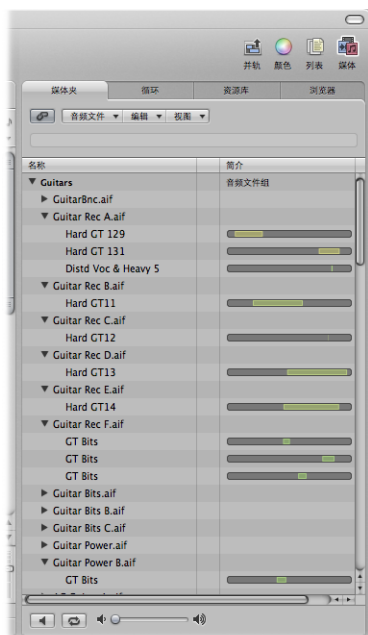 并轨 颜色 列表 媒体
媒体夹 循环 资源库 浏览器
音频文件 编辑 视图
名称 简介
Guitars 音频文件组
GuitarBnc.aif
Guitar Rec A.aif
Hard GT 129
Hard GT 131
Distd Voc & Heavy 5
Guitar Rec B.aif
Hard GT11
Guitar Rec C.aif
Hard GT12
Guitar Rec D.aif
Hard GT13
Guitar Rec E.aif
Hard GT14
Guitar Rec F.aif
GT Bits
GT Bits
GT Bits
Guitar Bits.aif
Guitar Bits B.aif
Guitar Bits C.aif
Guitar Power.aif
Guitar Power B.aif
GT Bits